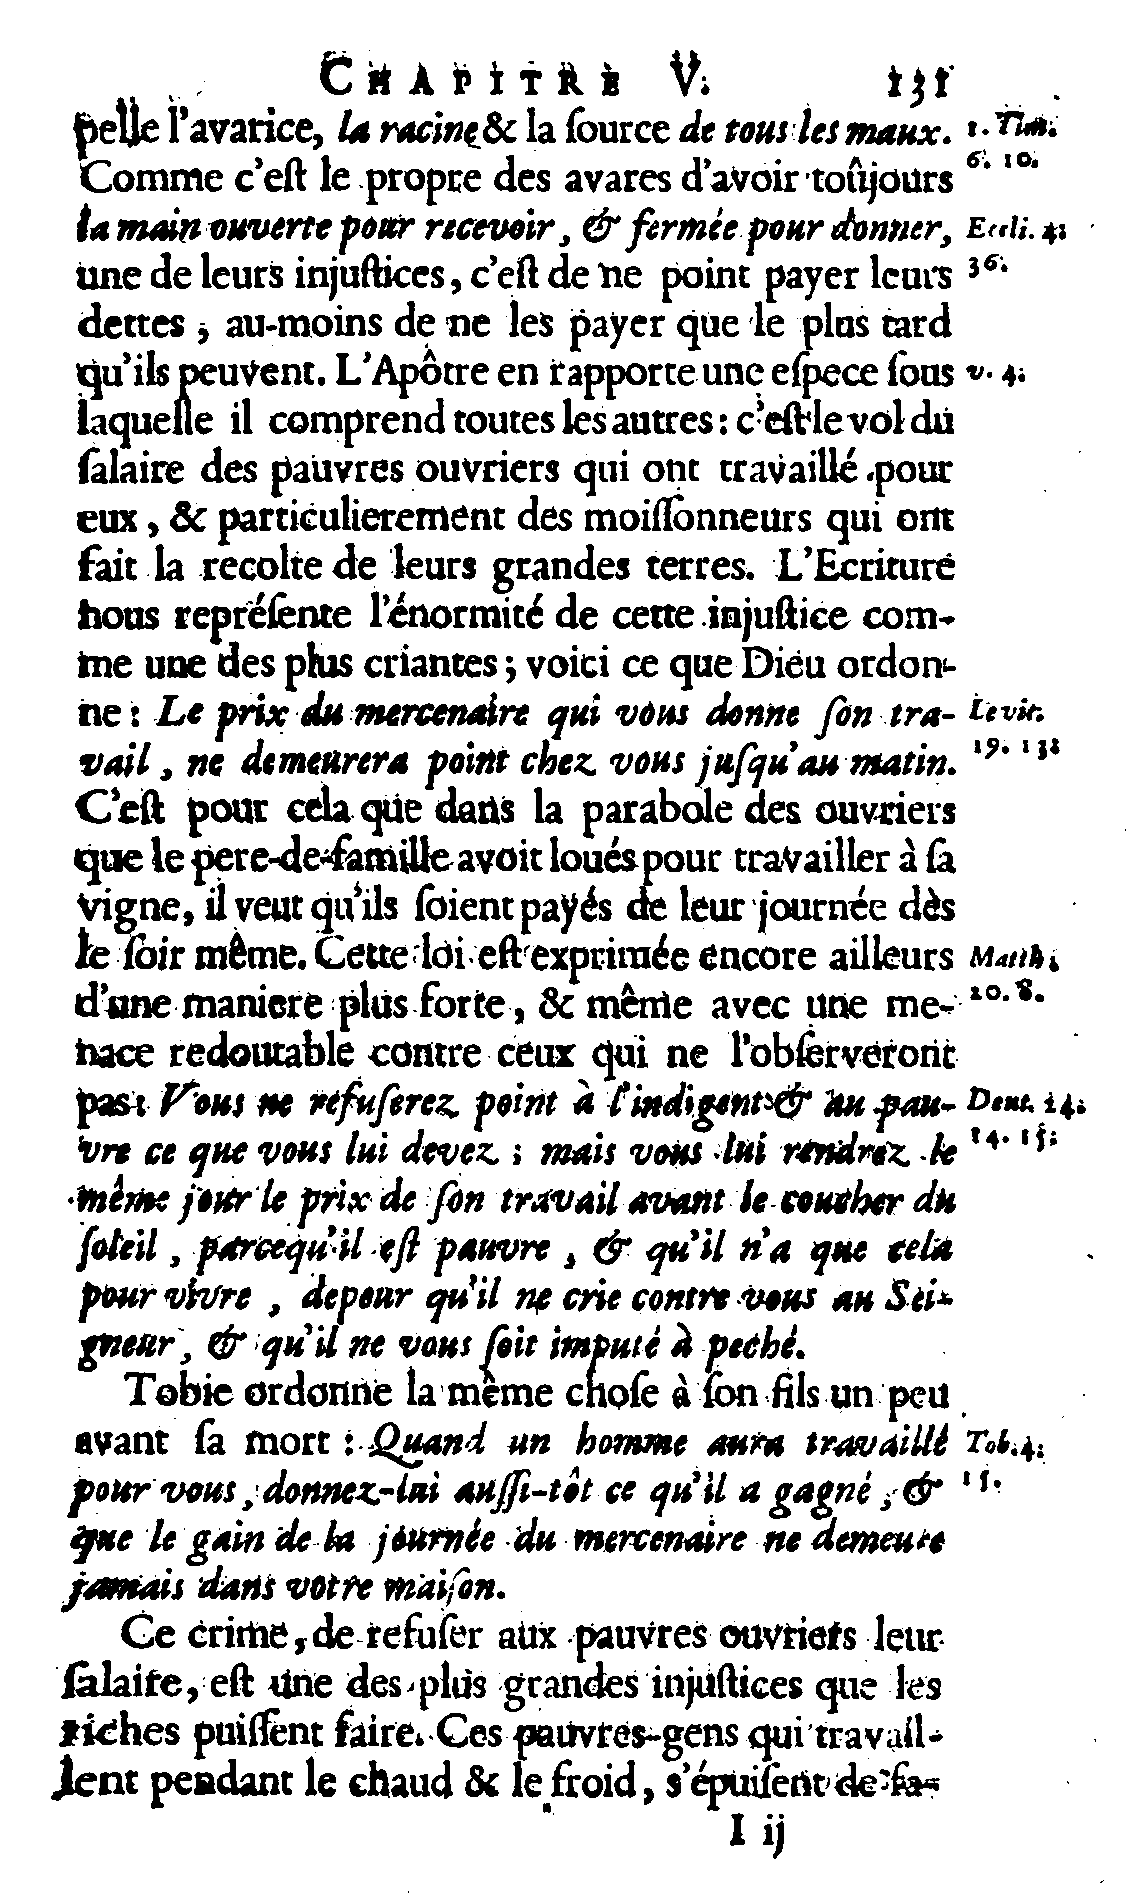 CHAPITRE V. 131
pelle l'avarice, la racine & la ſource de tous les maux. 1. Tim.
6. 10.
Comme c'eſt le propre des avares d'avoir toûjours
la main ouverte pour recevoir, & fermée pour donner, Eccli. 4.
36.
une de leurs injuſtices, c'eſt de ne point payer leurs
dettes, au-moins de ne les payer que le plus tard
qu'ils peuvent. L'Apôtre en rapporte une eſpece ſous v. 4.
laquelle il comprend toutes les autres : c'eſt le vol du
ſalaire des pauvres ouvriers qui ont travaillé pour
eux, & particulierement des moiſſonneurs qui ont
fait la recolte de leurs grandes terres. L'Ecriture
nous repréſente l'énormité de cette injuſtice com-
me une des plus criantes ; voici ce que Dieu ordon-
ne : Le prix du mercenaire qui vous donne ſon tra- Levit.
19. 13.
vail, ne demeurera point chez vous juſqu'au matin.
C'eſt pour cela que dans la parabole des ouvriers
que le pere-de-famille avoit loués pour travailler à ſa
vigne, il veut qu'ils ſoient payés de leur journée dès
le ſoir même. Cette loi eſt exprimée encore ailleurs Matth.
20. 8.
d'une maniere plus forte, & même avec une me-
nace redoutable contre ceux qui ne l'obſerveront
pas : Vous ne refuſerez point à l'indigent & au pau- Deut. 24.
14. 15.
vre ce que vous lui devez ; mais vous lui rendrez le
même jour le prix de ſon travail avant le coucher du
ſoleil, parcequ'il eſt pauvre, & qu'il n'a que cela
pour vivre, depeur qu'il ne crie contre vous au Sei-
gneur, & qu'il ne vous ſoit imputé à peché.
Tobie ordonne la même choſe à ſon fils un peu
avant ſa mort : Quand un homme aura travaillé Tob. 4.
15.
pour vous, donnez-lui auſſi-tôt ce qu'il a gagné, &
que le gain de la journée du mercenaire ne demeure
jamais dans votre maiſon.
Ce crime, de refuſer aux pauvres ouvriers leur
ſalaire, eſt une des plus grandes injuſtices que les
riches puiſſent faire. Ces pauvres-gens qui travail-
lent pendant le chaud & le froid, s'épuiſent de fa-
I ij